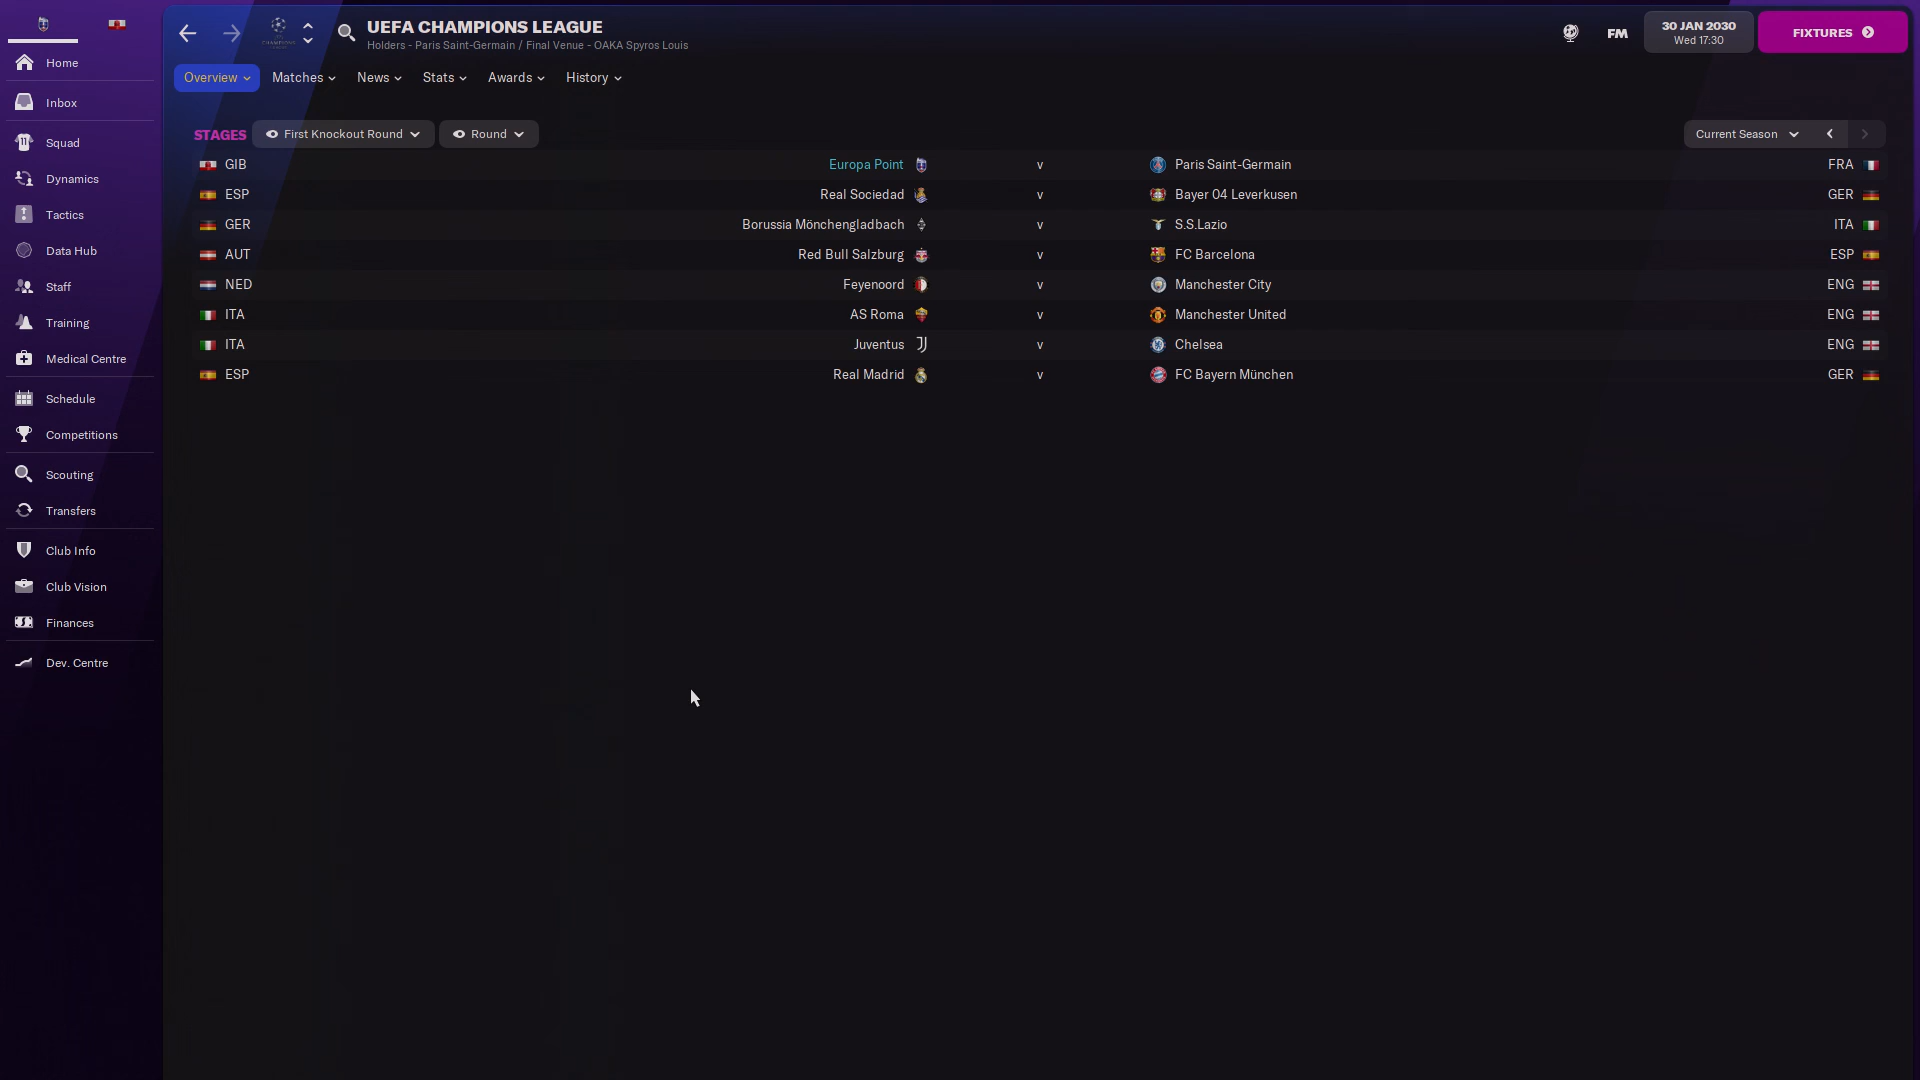 UEFA CHAMPIONS LEAGUE
Holders - Paris Saint-Germain / Final Venue - OAKA Spyros Louis
FM
30 JAN 2030
Wed 17:30
FIXTURES
Home
Inbox
Squad
Dynamics
Tactics
Data Hub
Staff
Training
Medical Centre
Schedule
Competitions
Scouting
Transfers
Club Info
Club Vision
Finances
Dev. Centre
Overview Matches News Stats Awards History
STAGES First Knockout Round Round Current Season
GIB Europa Point v Paris Saint-Germain FRA
ESP Real Sociedad v Bayer 04 Leverkusen GER
GER Borussia Mönchengladbach v S.S.Lazio ITA
AUT Red Bull Salzburg v FC Barcelona ESP
NED Feyenoord v Manchester City ENG
ITA AS Roma v Manchester United ENG
ITA Juventus v Chelsea ENG
ESP Real Madrid v FC Bayern München GER